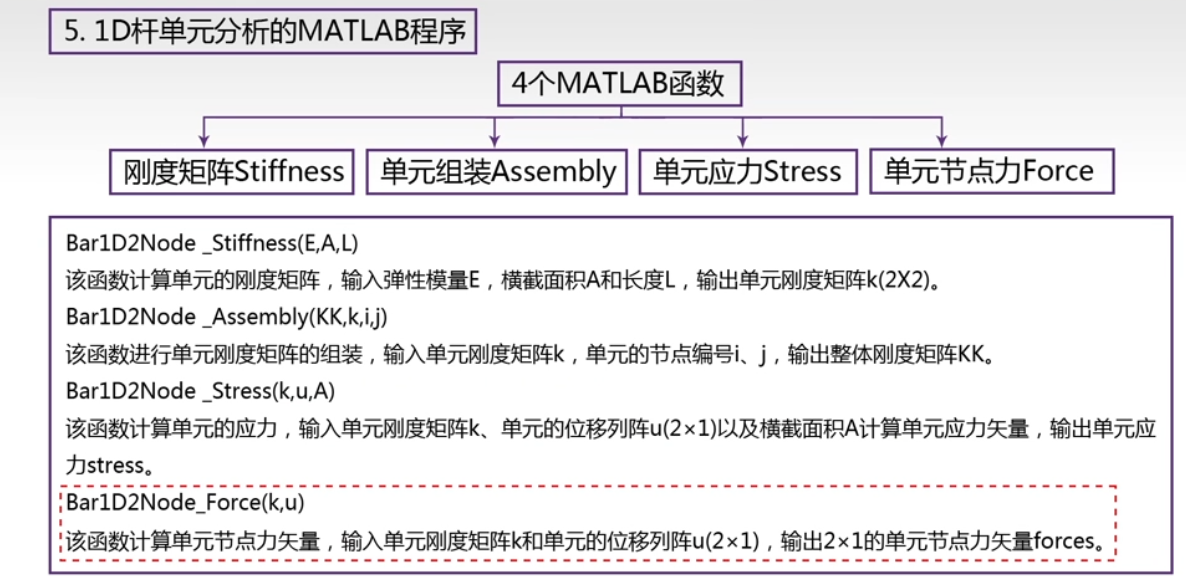 5. 1D杆单元分析的MATLAB程序
4个MATLAB函数
刚度矩阵Stiffness
单元组装Assembly
单元应力Stress
单元节点力Force
Bar1D2Node _Stiffness(E,A,L)
该函数计算单元的刚度矩阵，输入弹性模量E，横截面积A和长度L，输出单元刚度矩阵k(2X2)。
Bar1D2Node _Assembly(KK,k,i,j)
该函数进行单元刚度矩阵的组装，输入单元刚度矩阵k，单元的节点编号i、j，输出整体刚度矩阵KK。
Bar1D2Node _Stress(k,u,A)
该函数计算单元的应力，输入单元刚度矩阵k、单元的位移列阵u(2×1)以及横截面积A计算单元应力矢量，输出单元应
力stress。
Bar1D2Node_Force(k,u)
该函数计算单元节点力矢量，输入单元刚度矩阵k和单元的位移列阵u(2×1)，输出2×1的单元节点力矢量forces。